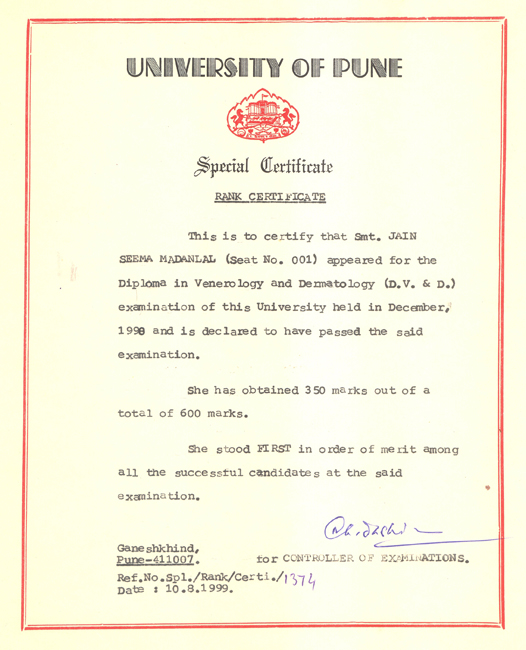 UNIVERSITY OF PUNE
Special Certificate
RANK CERTIFICATE
This is to certify that Smt. JAIN
SEEMA MADANLAL (Seat No. 001) appeared for the
Diploma in Venerology and Dermatology (D.V. & D.)
examination of this University held in December,
1998 and is declared to have passed the said
examination.
She has obtained 350 marks out of a
total of 600 marks.
She stood FIRST in order of merit among
all the successful candidates at the said
examination.
Ganeshkhind,
Pune-411007.
for CONTROLLER OF EXAMINATIONS.
Ref.No.Spl./Rank/Certi./1374
Date : 10.8.1999.